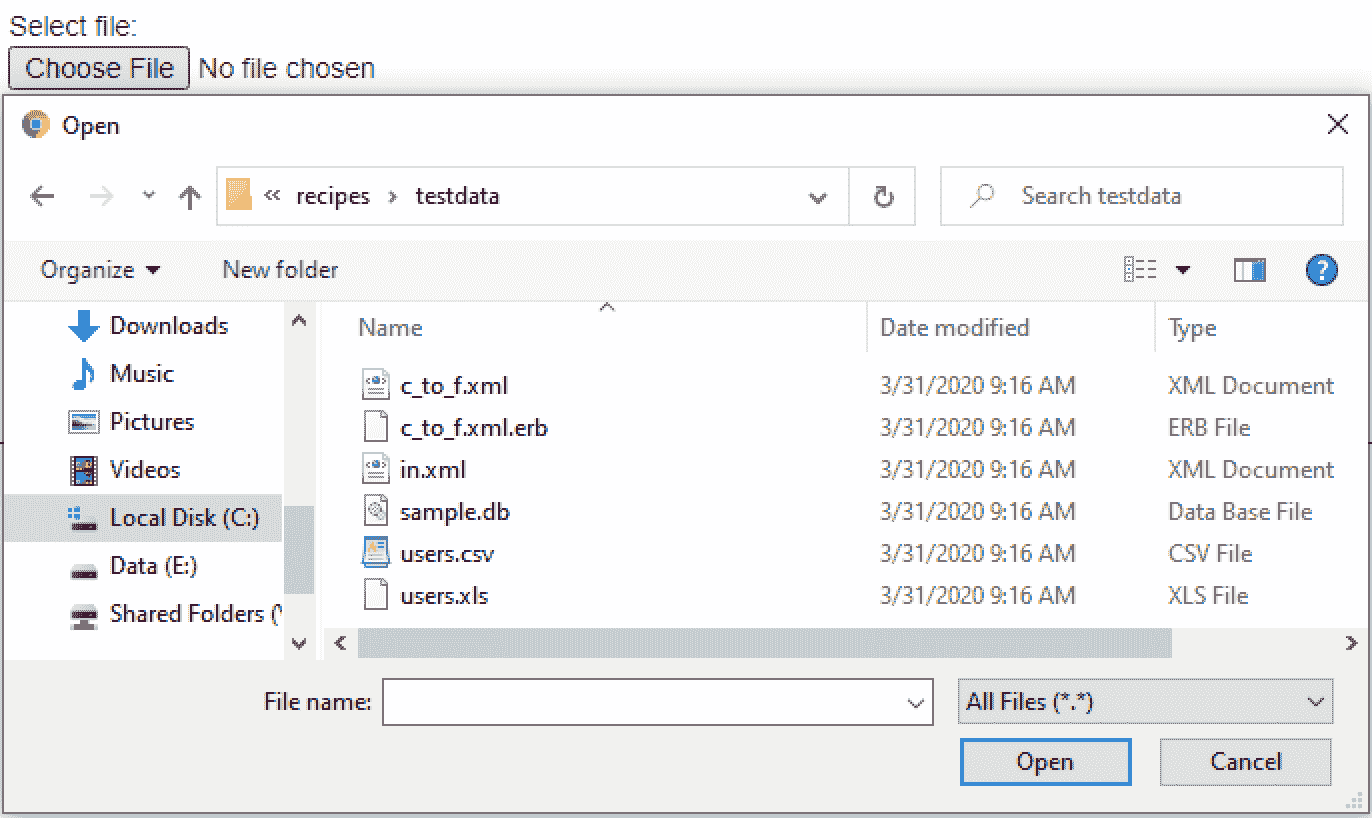 Select file:
Choose File No file chosen
Open
« recipes › testdata
Search testdata
Organize New folder
?
Downloads
Music
Pictures
Videos
Local Disk (C:)
Data (E:)
Shared Folders (
Name Date modified Type
c_to_f.xml 3/31/2020 9:16 AM XML Document
c_to_f.xml.erb 3/31/2020 9:16 AM ERB File
in.xml 3/31/2020 9:16 AM XML Document
sample.db 3/31/2020 9:16 AM Data Base File
users.csv 3/31/2020 9:16 AM CSV File
users.xls 3/31/2020 9:16 AM XLS File
File name:
All Files (*.*)
Open Cancel